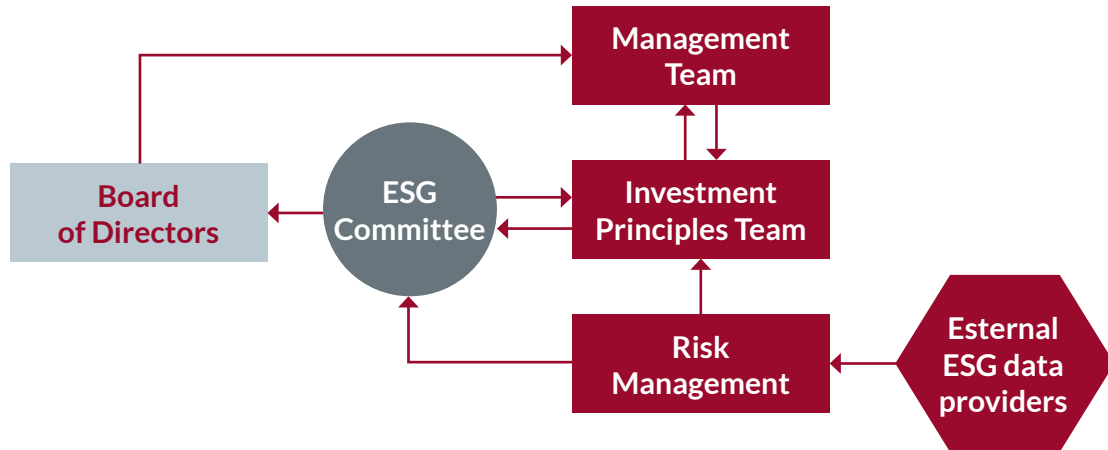 Management
Team
Board
of Directors
ESG
Committee
Investment
Principles Team
Risk
Management
Esternal
ESG data
providers